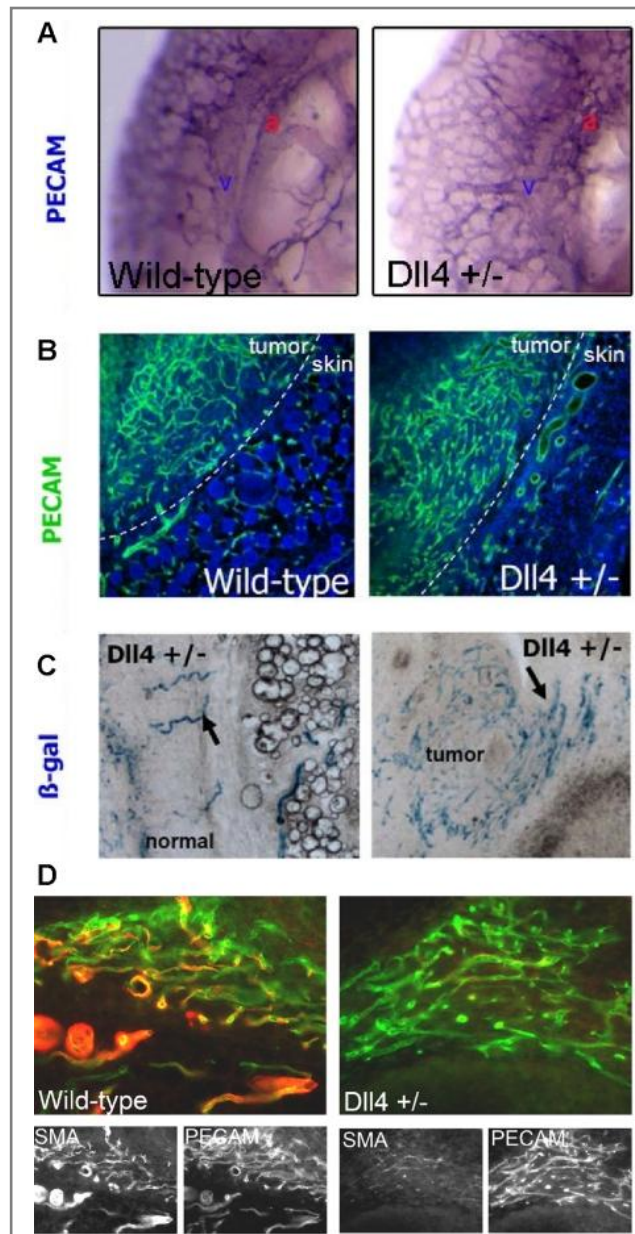 A
PECAM
a
v
Wild-type
a
v
Dll4 +/-
B
PECAM
tumor
skin
Wild-type
tumor
skin
Dll4 +/-
C
ß-gal
Dll4 +/-
normal
Dll4 +/-
tumor
D
Wild-type
Dll4 +/-
SMA
PECAM
SMA
PECAM